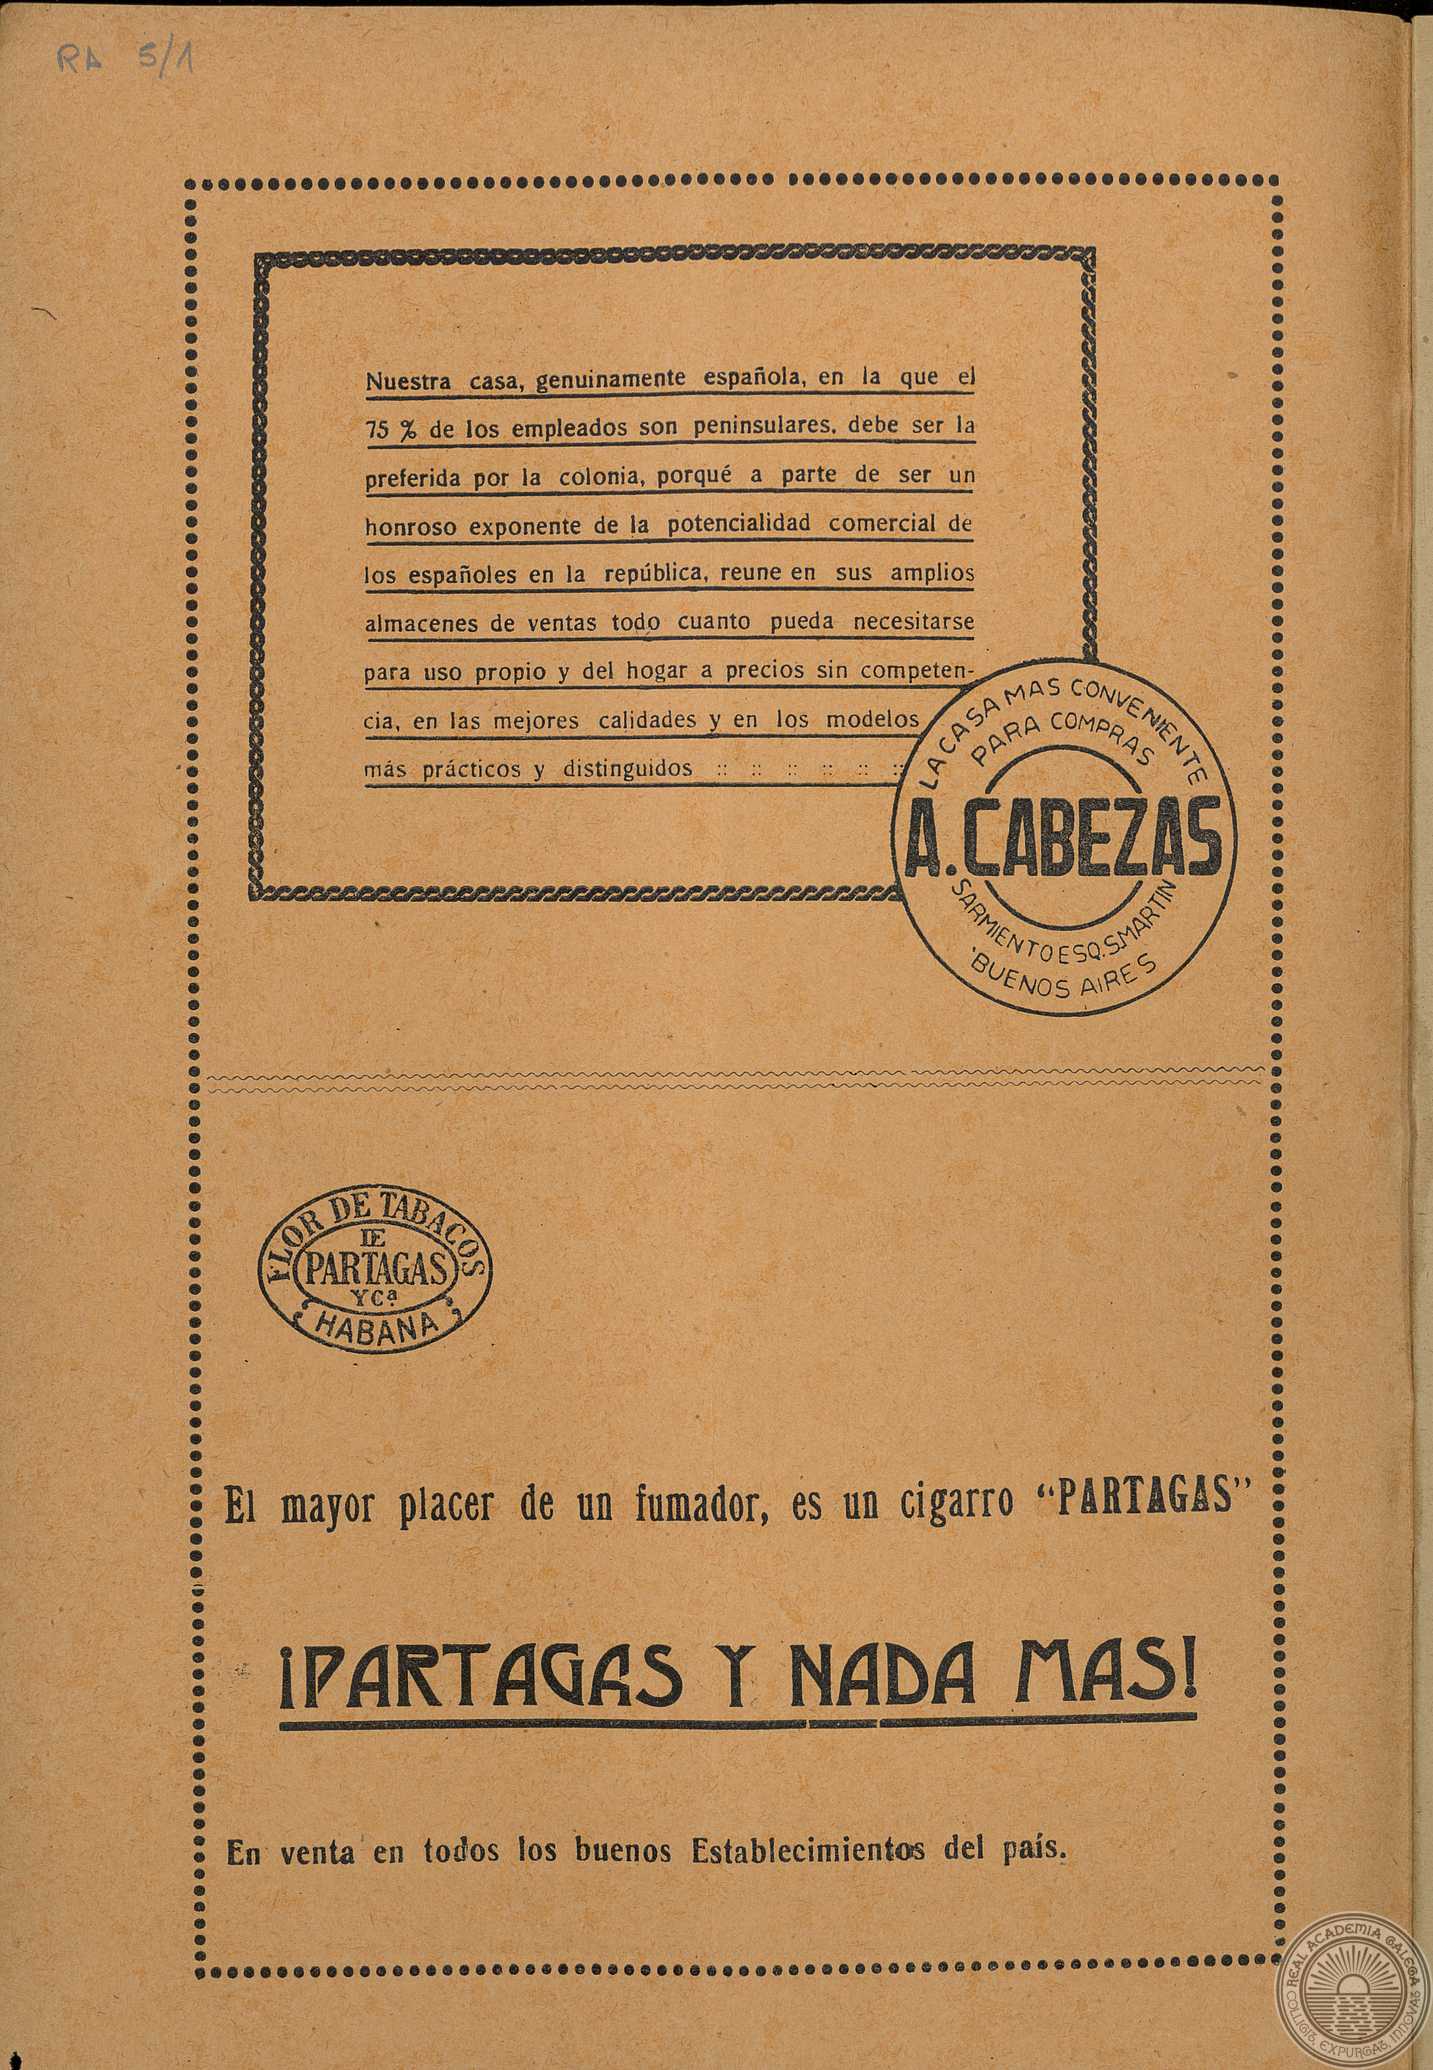 RA 5/1
Nuestra casa, genuinamente española, en la que el
75 % de los empleados son peninsulares, debe ser la
preferida por la colonia, porqué a parte de ser un
honroso exponente de la potencialidad comercial de
los españoles en la república, reune en sus amplios
almacenes de ventas todo cuanto pueda necesitarse
para uso propio y del hogar a precios sin competen-
cia, en las mejores calidades y en los modelos
más prácticos y distinguidos :: :: :: :: :: ::
LA CASA MAS CONVENIENTE
PARA COMPRAS
A. CABEZAS
SARMIENTO ESQ. S. MARTIN
BUENOS AIRES
FLOR DE TABACOS
DE
PARTAGAS
Y Cª
HABANA
El mayor placer de un fumador, es un cigarro “PARTAGAS”
¡PARTAGAS Y NADA MAS!
En venta en todos los buenos Establecimientos del país.
REAL ACADEMIA GALEGA
COLLIGIT, EXPURGAT, INNOVAT